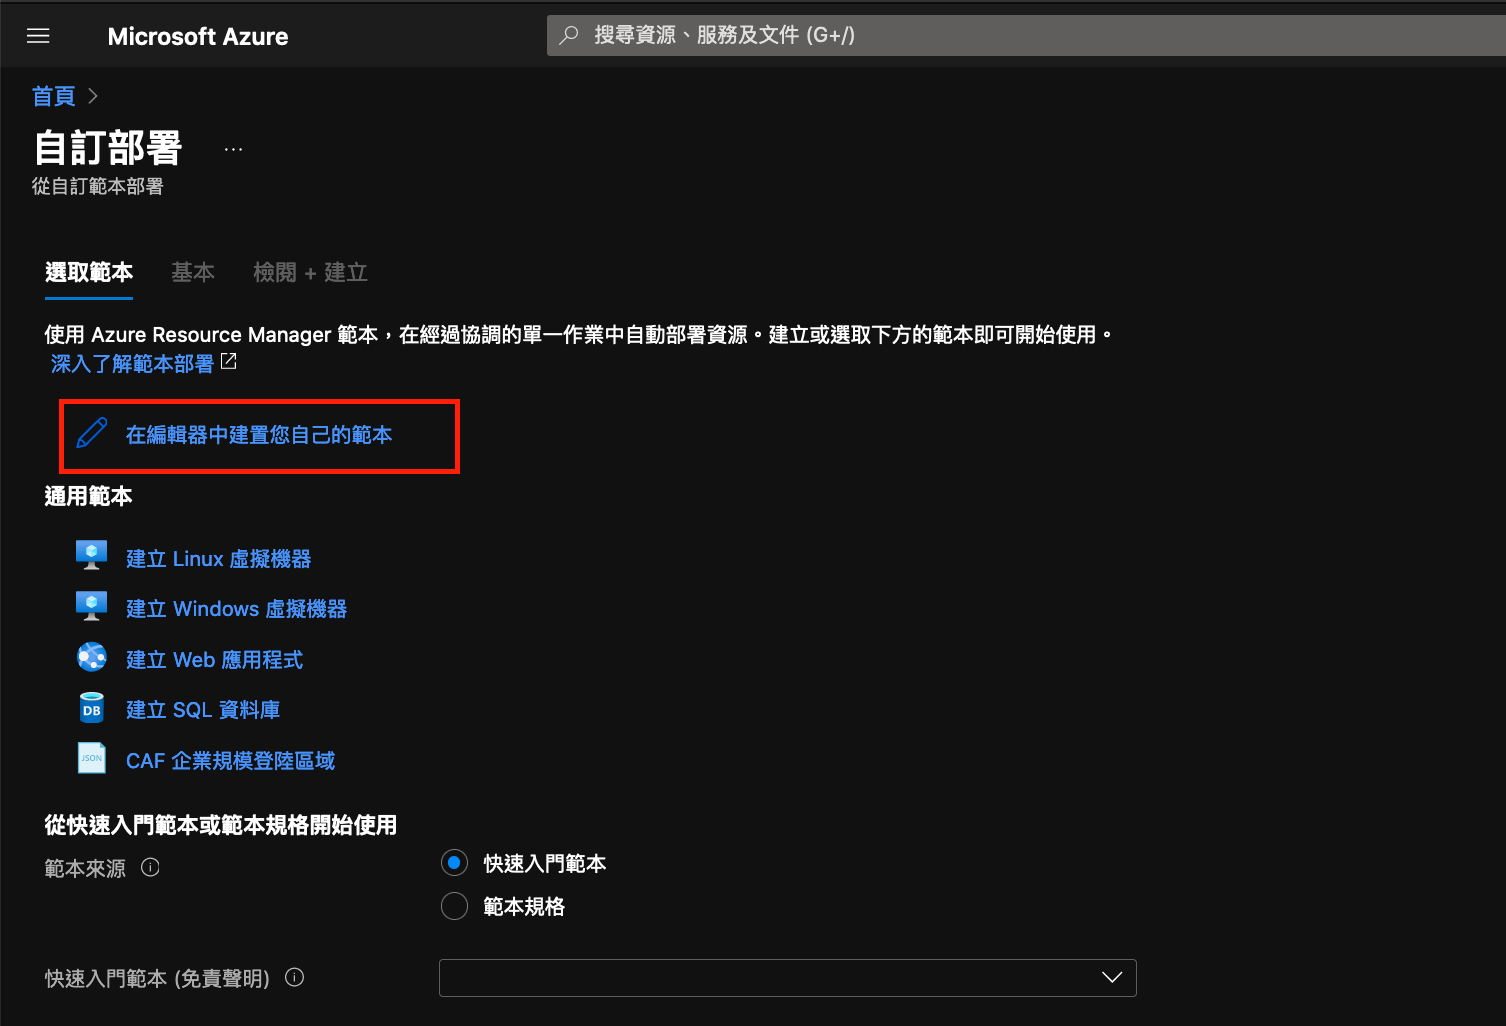 Microsoft Azure
搜尋資源、服務及文件 (G+/)
首頁 >
自訂部署 ...
從自訂範本部署
選取範本 基本 檢閱 + 建立
使用 Azure Resource Manager 範本，在經過協調的單一作業中自動部署資源。建立或選取下方的範本即可開始使用。
深入了解範本部署
在編輯器中建置您自己的範本
通用範本
建立 Linux 虛擬機器
建立 Windows 虛擬機器
建立 Web 應用程式
DB 建立 SQL 資料庫
JSON CAF 企業規模登陸區域
從快速入門範本或範本規格開始使用
範本來源 快速入門範本
範本規格
快速入門範本 (免責聲明)